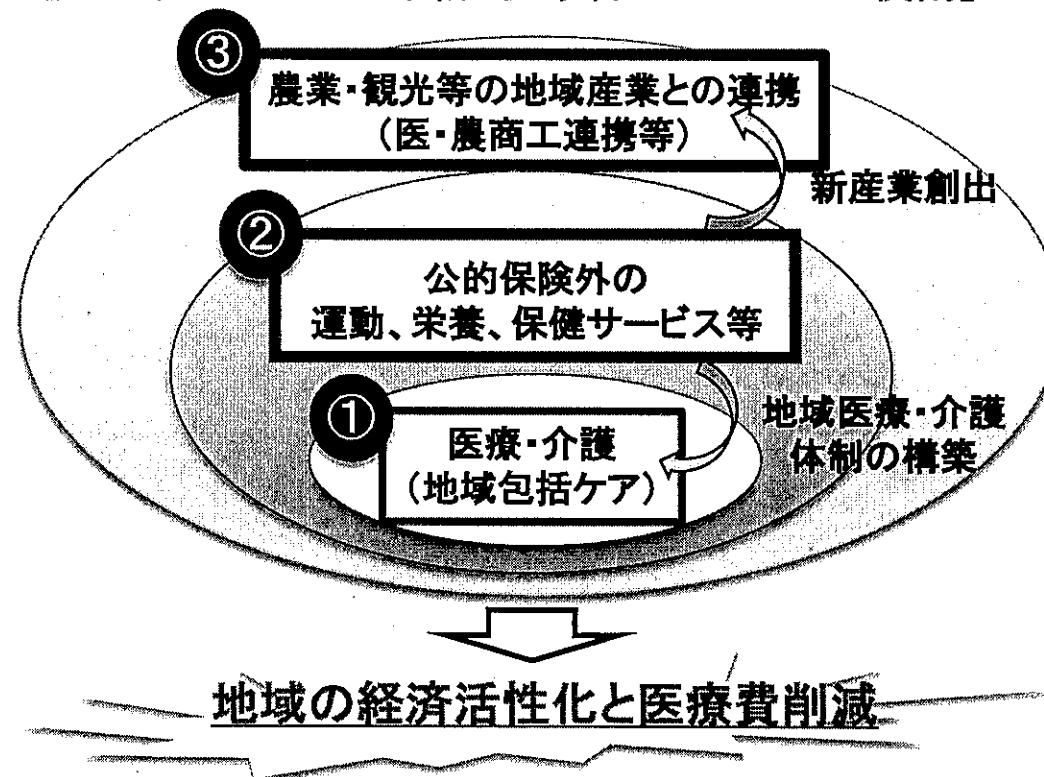 ③
農業・観光等の地域産業との連携
（医・農商工連携等）
新産業創出
②
公的保険外の
運動、栄養、保健サービス等
①
医療・介護
（地域包括ケア）
地域医療・介護
体制の構築
地域の経済活性化と医療費削減